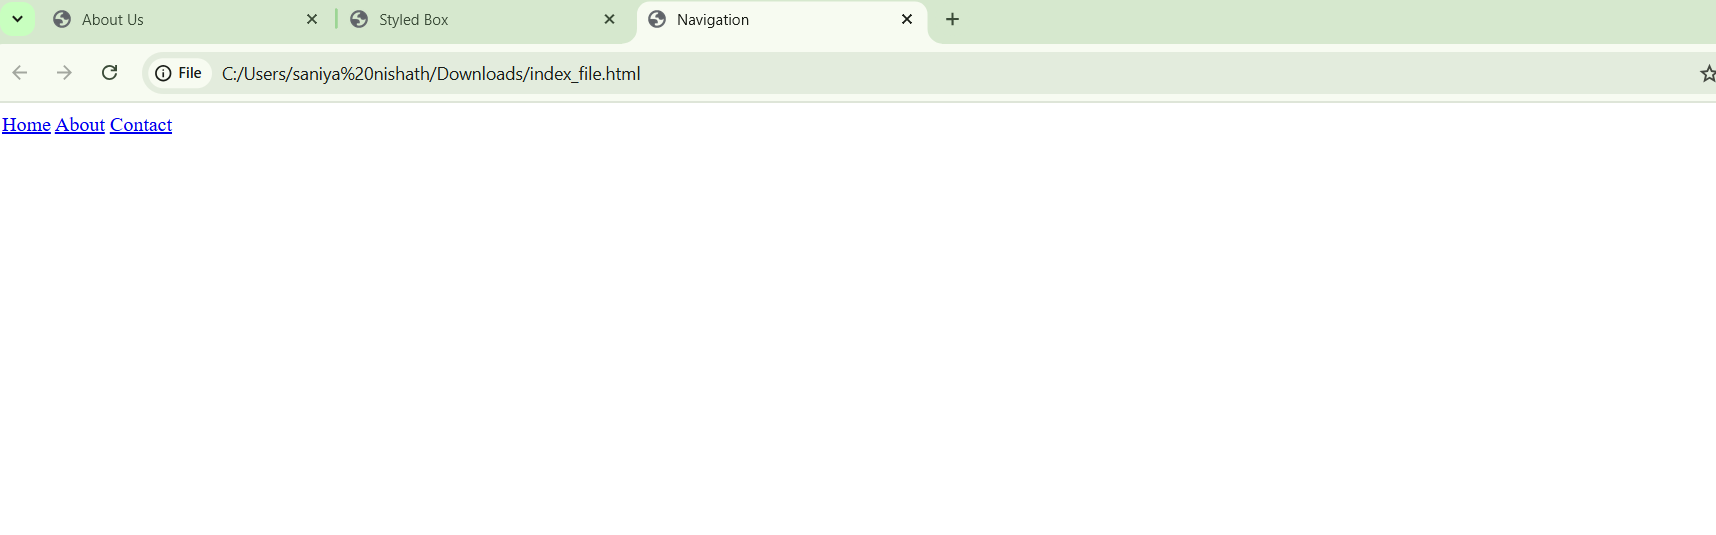 About Us Styled Box Navigation
File C:/Users/saniya%20nishath/Downloads/index_file.html
Home About Contact